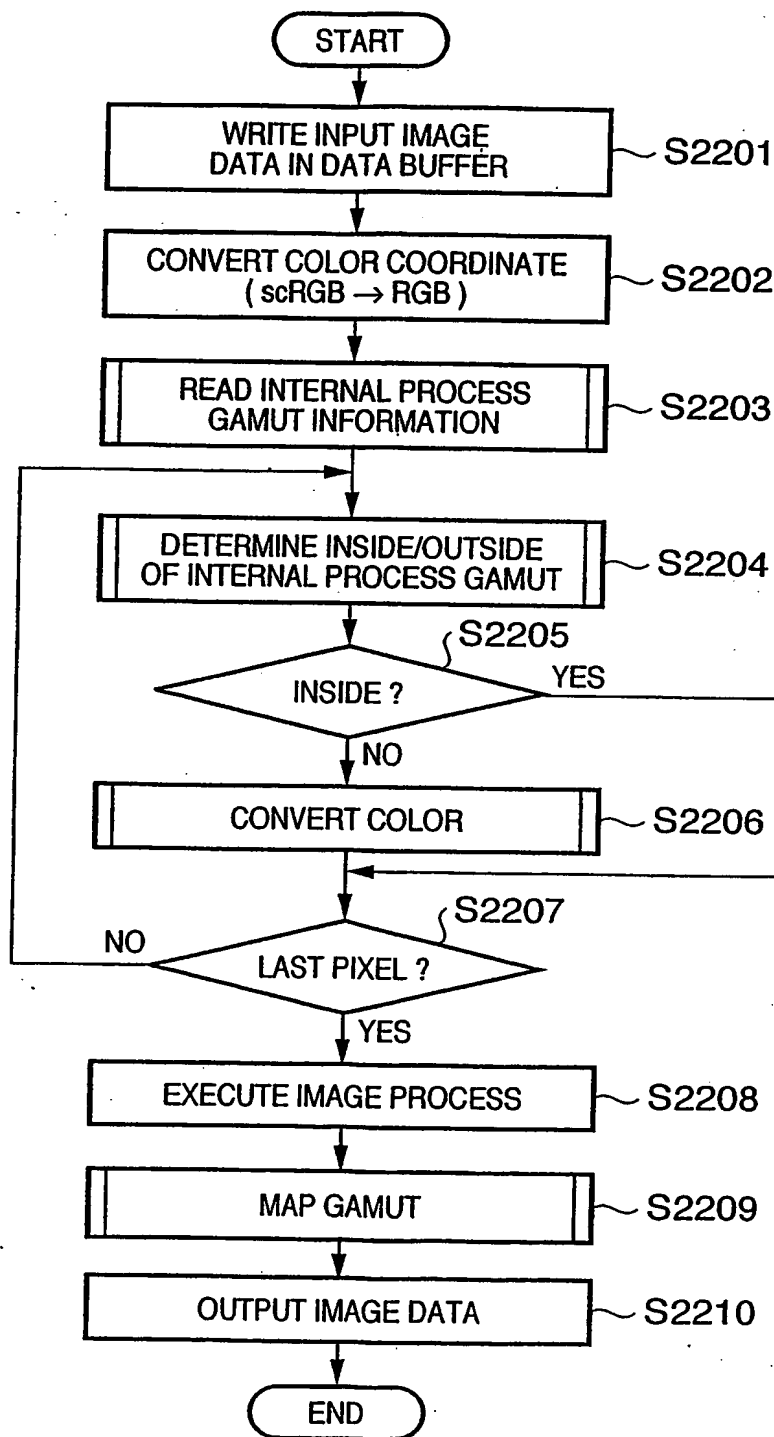 START
WRITE INPUT IMAGE
DATA IN DATA BUFFER
S2201
CONVERT COLOR COORDINATE
( scRGB → RGB )
S2202
READ INTERNAL PROCESS
GAMUT INFORMATION
S2203
DETERMINE INSIDE/OUTSIDE
OF INTERNAL PROCESS GAMUT
S2204
S2205
INSIDE ?
YES
NO
CONVERT COLOR
S2206
S2207
NO
LAST PIXEL ?
YES
EXECUTE IMAGE PROCESS
S2208
MAP GAMUT
S2209
OUTPUT IMAGE DATA
S2210
END